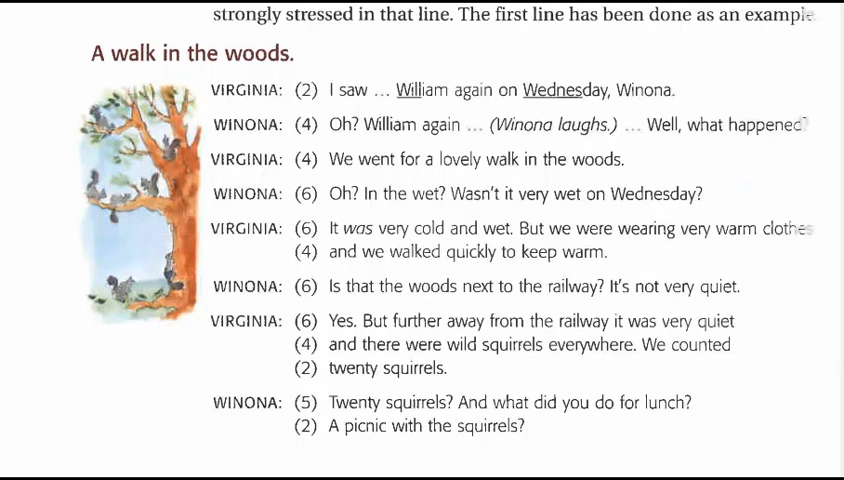 strongly stressed in that line. The first line has been done as an example.
A walk in the woods.
VIRGINIA: (2) I saw ... William again on Wednesday, Winona.
WINONA: (4) Oh? William again ... (Winona laughs.) ... Well, what happened?
VIRGINIA: (4) We went for a lovely walk in the woods.
WINONA: (6) Oh? In the wet? Wasn't it very wet on Wednesday?
VIRGINIA: (6) It was very cold and wet. But we were wearing very warm clothes
(4) and we walked quickly to keep warm.
WINONA: (6) Is that the woods next to the railway? It's not very quiet.
VIRGINIA: (6) Yes. But further away from the railway it was very quiet
(4) and there were wild squirrels everywhere. We counted
(2) twenty squirrels.
WINONA: (5) Twenty squirrels? And what did you do for lunch?
(2) A picnic with the squirrels?